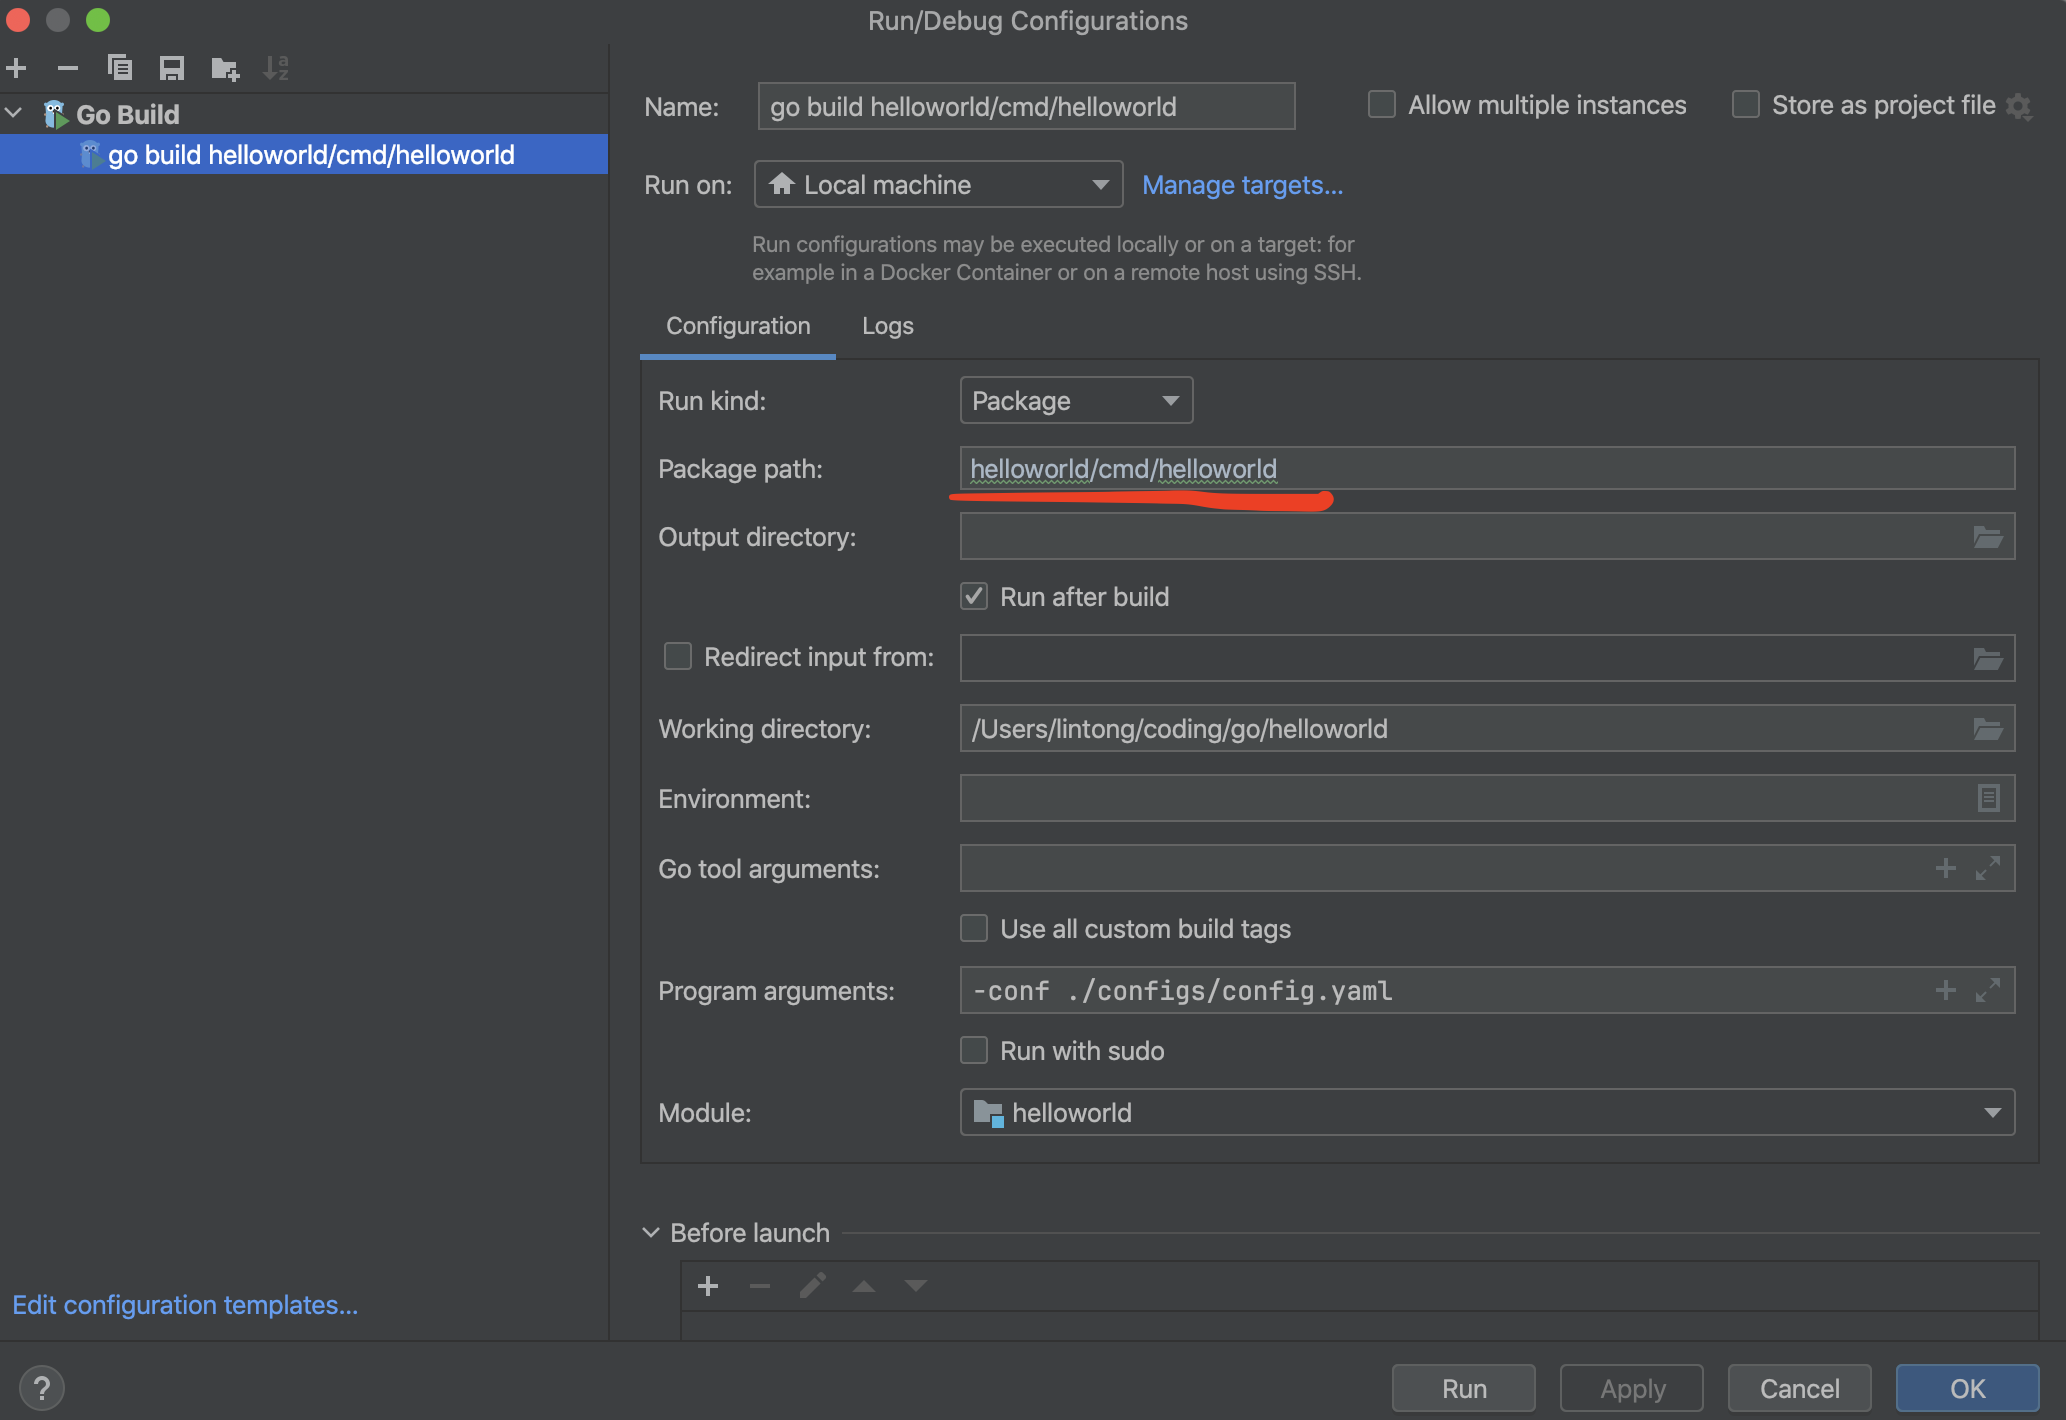 Run/Debug Configurations
Go Build
go build helloworld/cmd/helloworld
Name: go build helloworld/cmd/helloworld
Allow multiple instances
Store as project file
Run on: Local machine Manage targets...
Run configurations may be executed locally or on a target: for
example in a Docker Container or on a remote host using SSH.
Configuration Logs
Run kind: Package
Package path: helloworld/cmd/helloworld
Output directory:
Run after build
Redirect input from:
Working directory: /Users/lintong/coding/go/helloworld
Environment:
Go tool arguments:
Use all custom build tags
Program arguments: -conf ./configs/config.yaml
Run with sudo
Module: helloworld
Before launch
Edit configuration templates...
? Run Apply Cancel OK